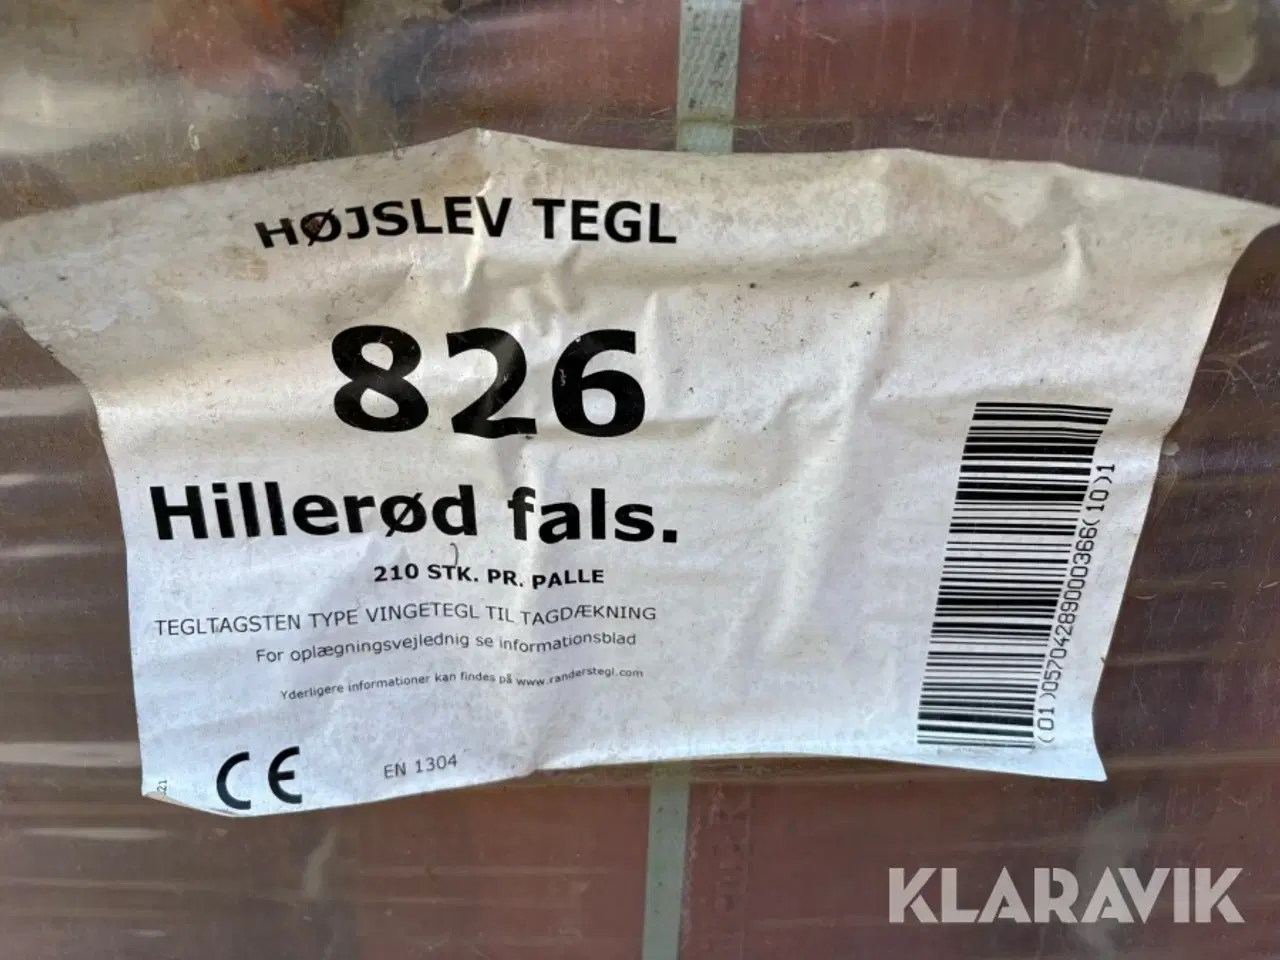 HØJSLEV TEGL
826
Hillerød fals.
210 STK. PR. PALLE
TEGLTAGSTEN TYPE VINGETEGL TIL TAGDÆKNING
For oplægningsvejlednig se informationsblad
Yderligere informationer kan findes på www.randerstegl.com
CE
EN 1304
(01)05704289000366(10)1
KLARAVIK